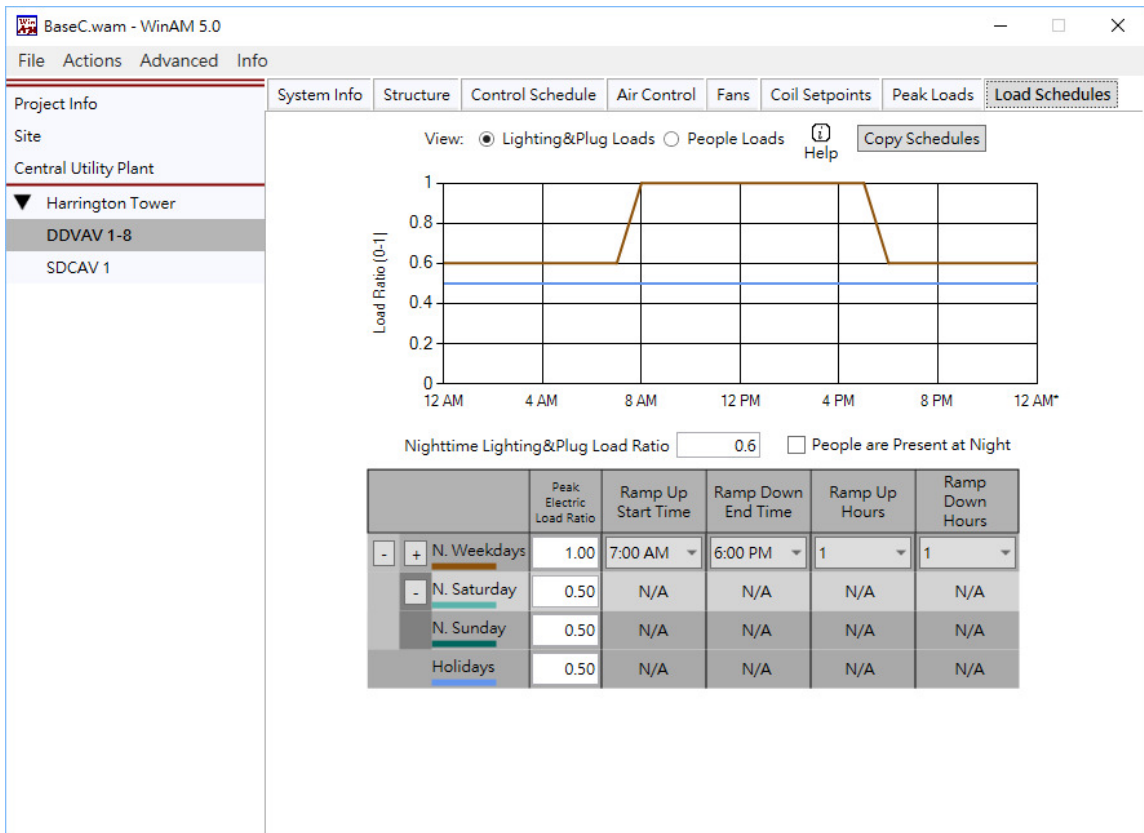 BaseC.wam - WinAM 5.0
File Actions Advanced Info
Project Info
Site
Central Utility Plant
Harrington Tower
DDVAV 1-8
SDCAV 1
System Info Structure Control Schedule Air Control Fans Coil Setpoints Peak Loads Load Schedules
View: Lighting&Plug Loads People Loads Help Copy Schedules
Load Ratio [0-1]
1
0.8
0.6
0.4
0.2
0
12 AM 4 AM 8 AM 12 PM 4 PM 8 PM 12 AM*
Nighttime Lighting&Plug Load Ratio 0.6 People are Present at Night
Peak Electric Load Ratio Ramp Up Start Time Ramp Down End Time Ramp Up Hours Ramp Down Hours
- + N. Weekdays 1.00 7:00 AM 6:00 PM 1 1
- N. Saturday 0.50 N/A N/A N/A N/A
N. Sunday 0.50 N/A N/A N/A N/A
Holidays 0.50 N/A N/A N/A N/A